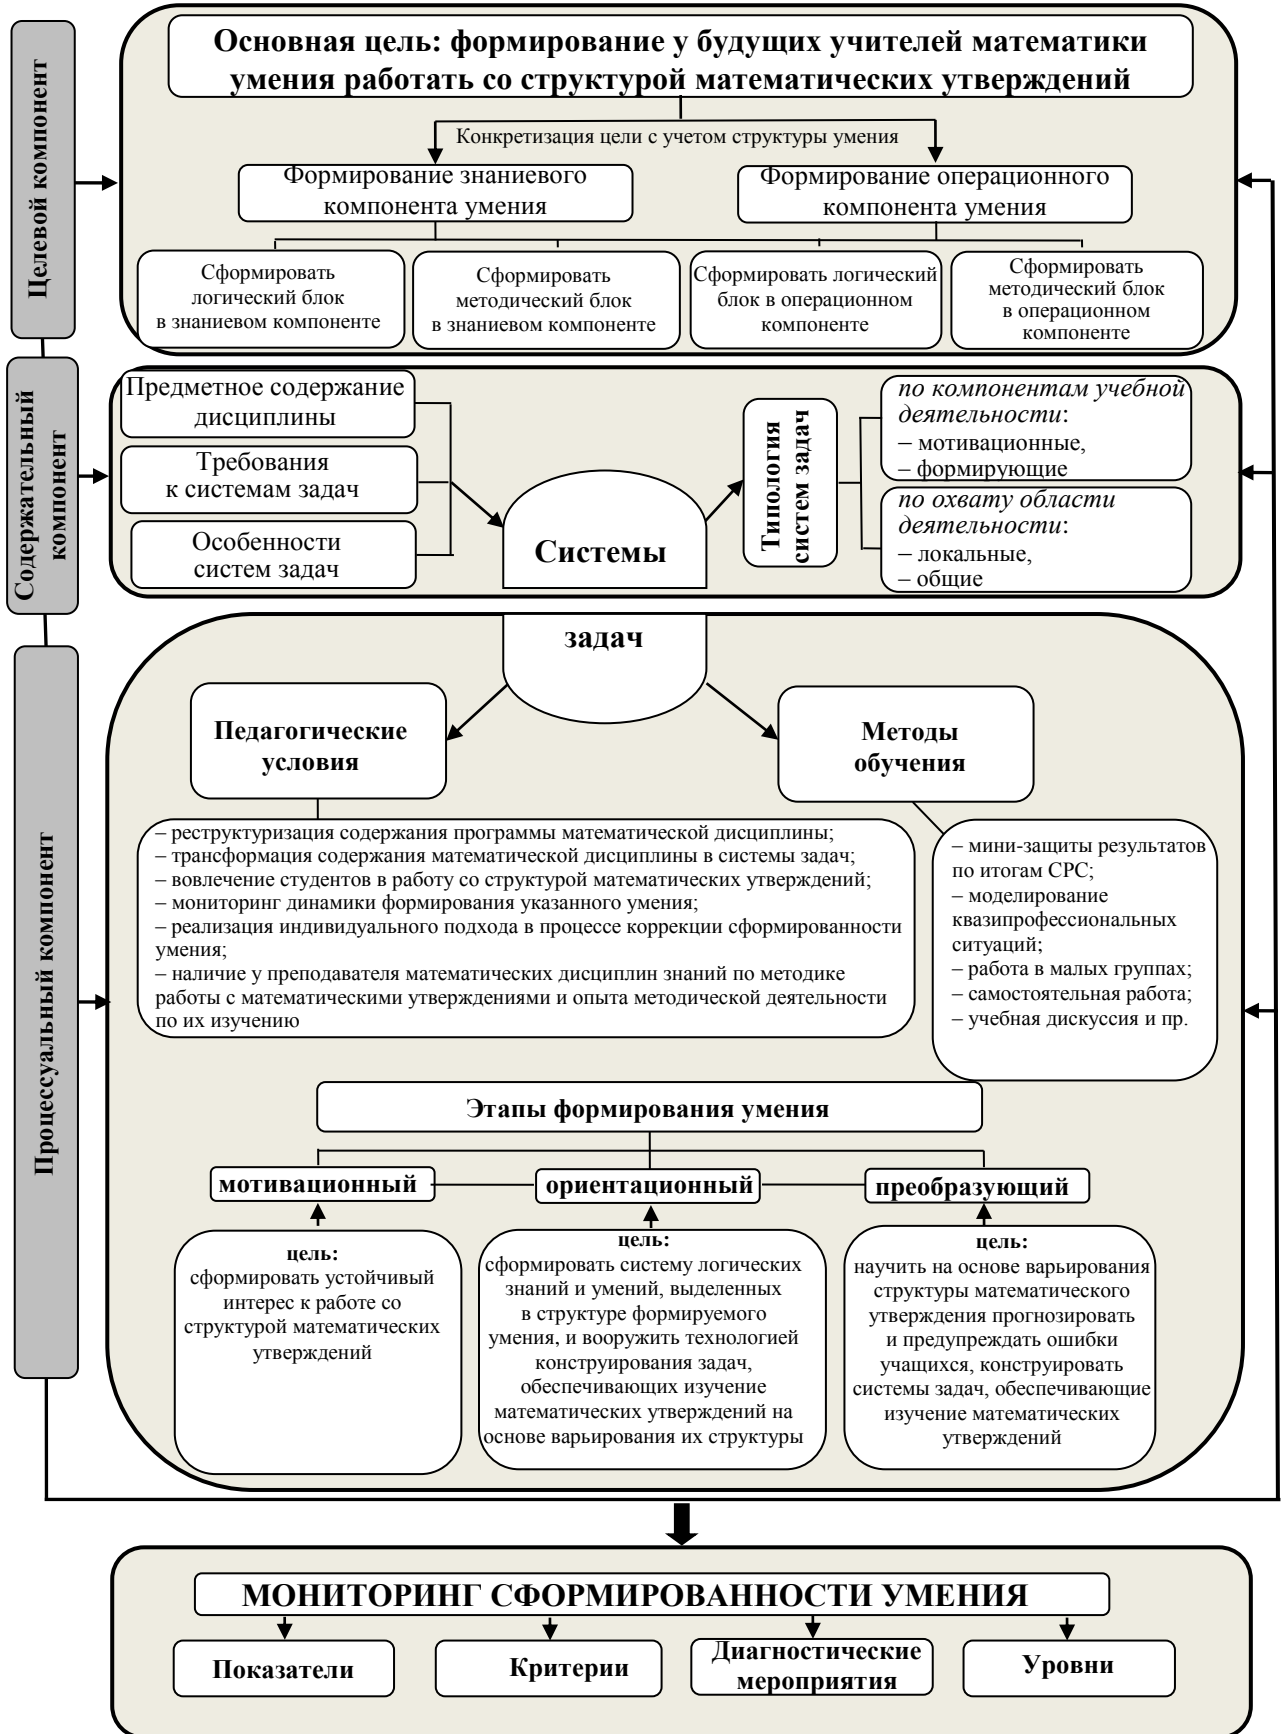 Целевой компонент
Основная цель: формирование у будущих учителей математики
умения работать со структурой математических утверждений
Конкретизация цели с учетом структуры умения
Формирование знаниевого
компонента умения
Формирование операционного
компонента умения
Сформировать
логический блок
в знаниевом компоненте
Сформировать
методический блок
в знаниевом компоненте
Сформировать логический
блок в операционном
компоненте
Сформировать
методический блок
в операционном
компоненте
Содержательный
компонент
Предметное содержание
дисциплины
Требования
к системам задач
Особенности
систем задач
Системы
Типология
систем задач
по компонентам учебной
деятельности:
– мотивационные,
– формирующие
по охвату области
деятельности:
– локальные,
– общие
Процессуальный компонент
задач
Педагогические
условия
Методы
обучения
– реструктуризация содержания программы математической дисциплины;
– трансформация содержания математической дисциплины в системы задач;
– вовлечение студентов в работу со структурой математических утверждений;
– мониторинг динамики формирования указанного умения;
– реализация индивидуального подхода в процессе коррекции сформированности
умения;
– наличие у преподавателя математических дисциплин знаний по методике
работы с математическими утверждениями и опыта методической деятельности
по их изучению
– мини-защиты результатов
по итогам СРС;
– моделирование
квазипрофессиональных
ситуаций;
– работа в малых группах;
– самостоятельная работа;
– учебная дискуссия и пр.
Этапы формирования умения
мотивационный
ориентационный
преобразующий
цель:
сформировать устойчивый
интерес к работе со
структурой математических
утверждений
цель:
сформировать систему логических
знаний и умений, выделенных
в структуре формируемого
умения, и вооружить технологией
конструирования задач,
обеспечивающих изучение
математических утверждений на
основе варьирования их структуры
цель:
научить на основе варьирования
структуры математического
утверждения прогнозировать
и предупреждать ошибки
учащихся, конструировать
системы задач, обеспечивающие
изучение математических
утверждений
МОНИТОРИНГ СФОРМИРОВАННОСТИ УМЕНИЯ
Показатели
Критерии
Диагностические
мероприятия
Уровни